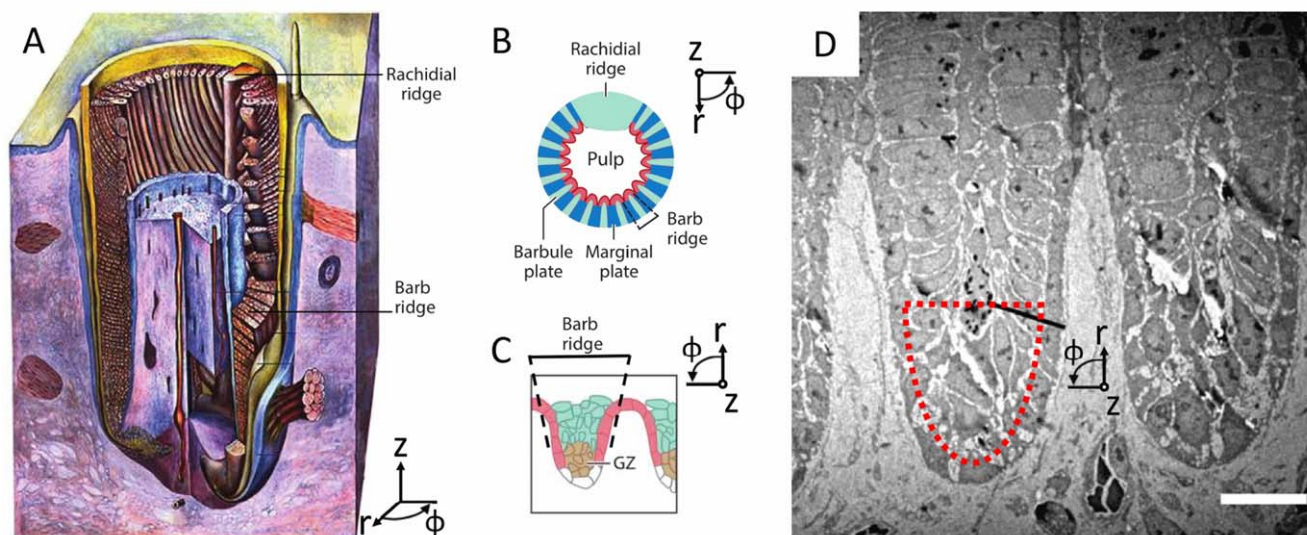 A
Rachidial
ridge
Barb
ridge
z
r
ϕ
B
Rachidial
ridge
z
ϕ
r
Pulp
Barbule
plate
Marginal
plate
Barb
ridge
C
Barb
ridge
r
ϕ
z
GZ
D
r
ϕ
z